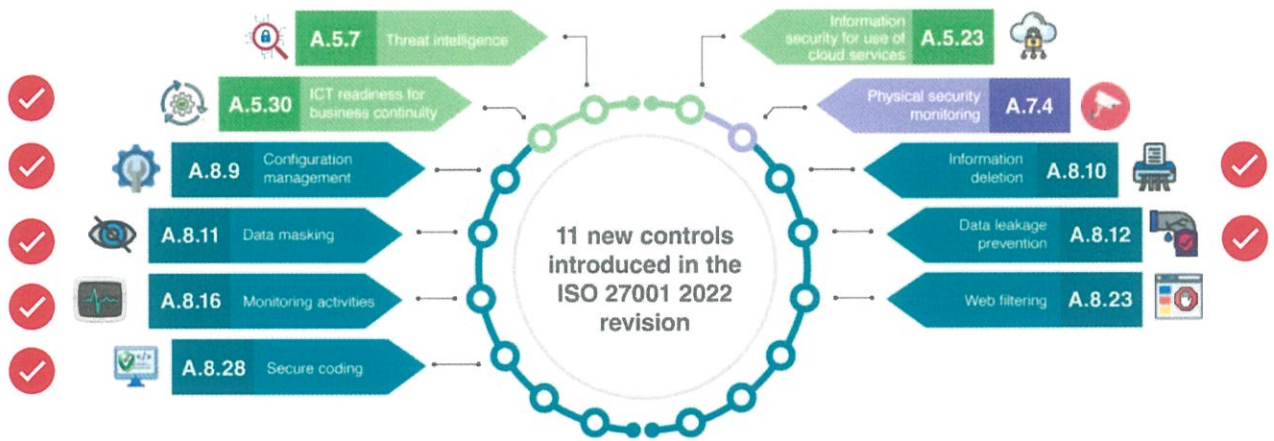 A.5.7 Threat intelligence
A.5.30 ICT readiness for
business continuity
A.8.9 Configuration
management
A.8.11 Data masking
A.8.16 Monitoring activities
A.8.28 Secure coding
11 new controls
introduced in the
ISO 27001 2022
revision
Information
security for use of
cloud services
A.5.23
Physical security
monitoring
A.7.4
Information
deletion
A.8.10
Data leakage
prevention
A.8.12
Web filtering A.8.23